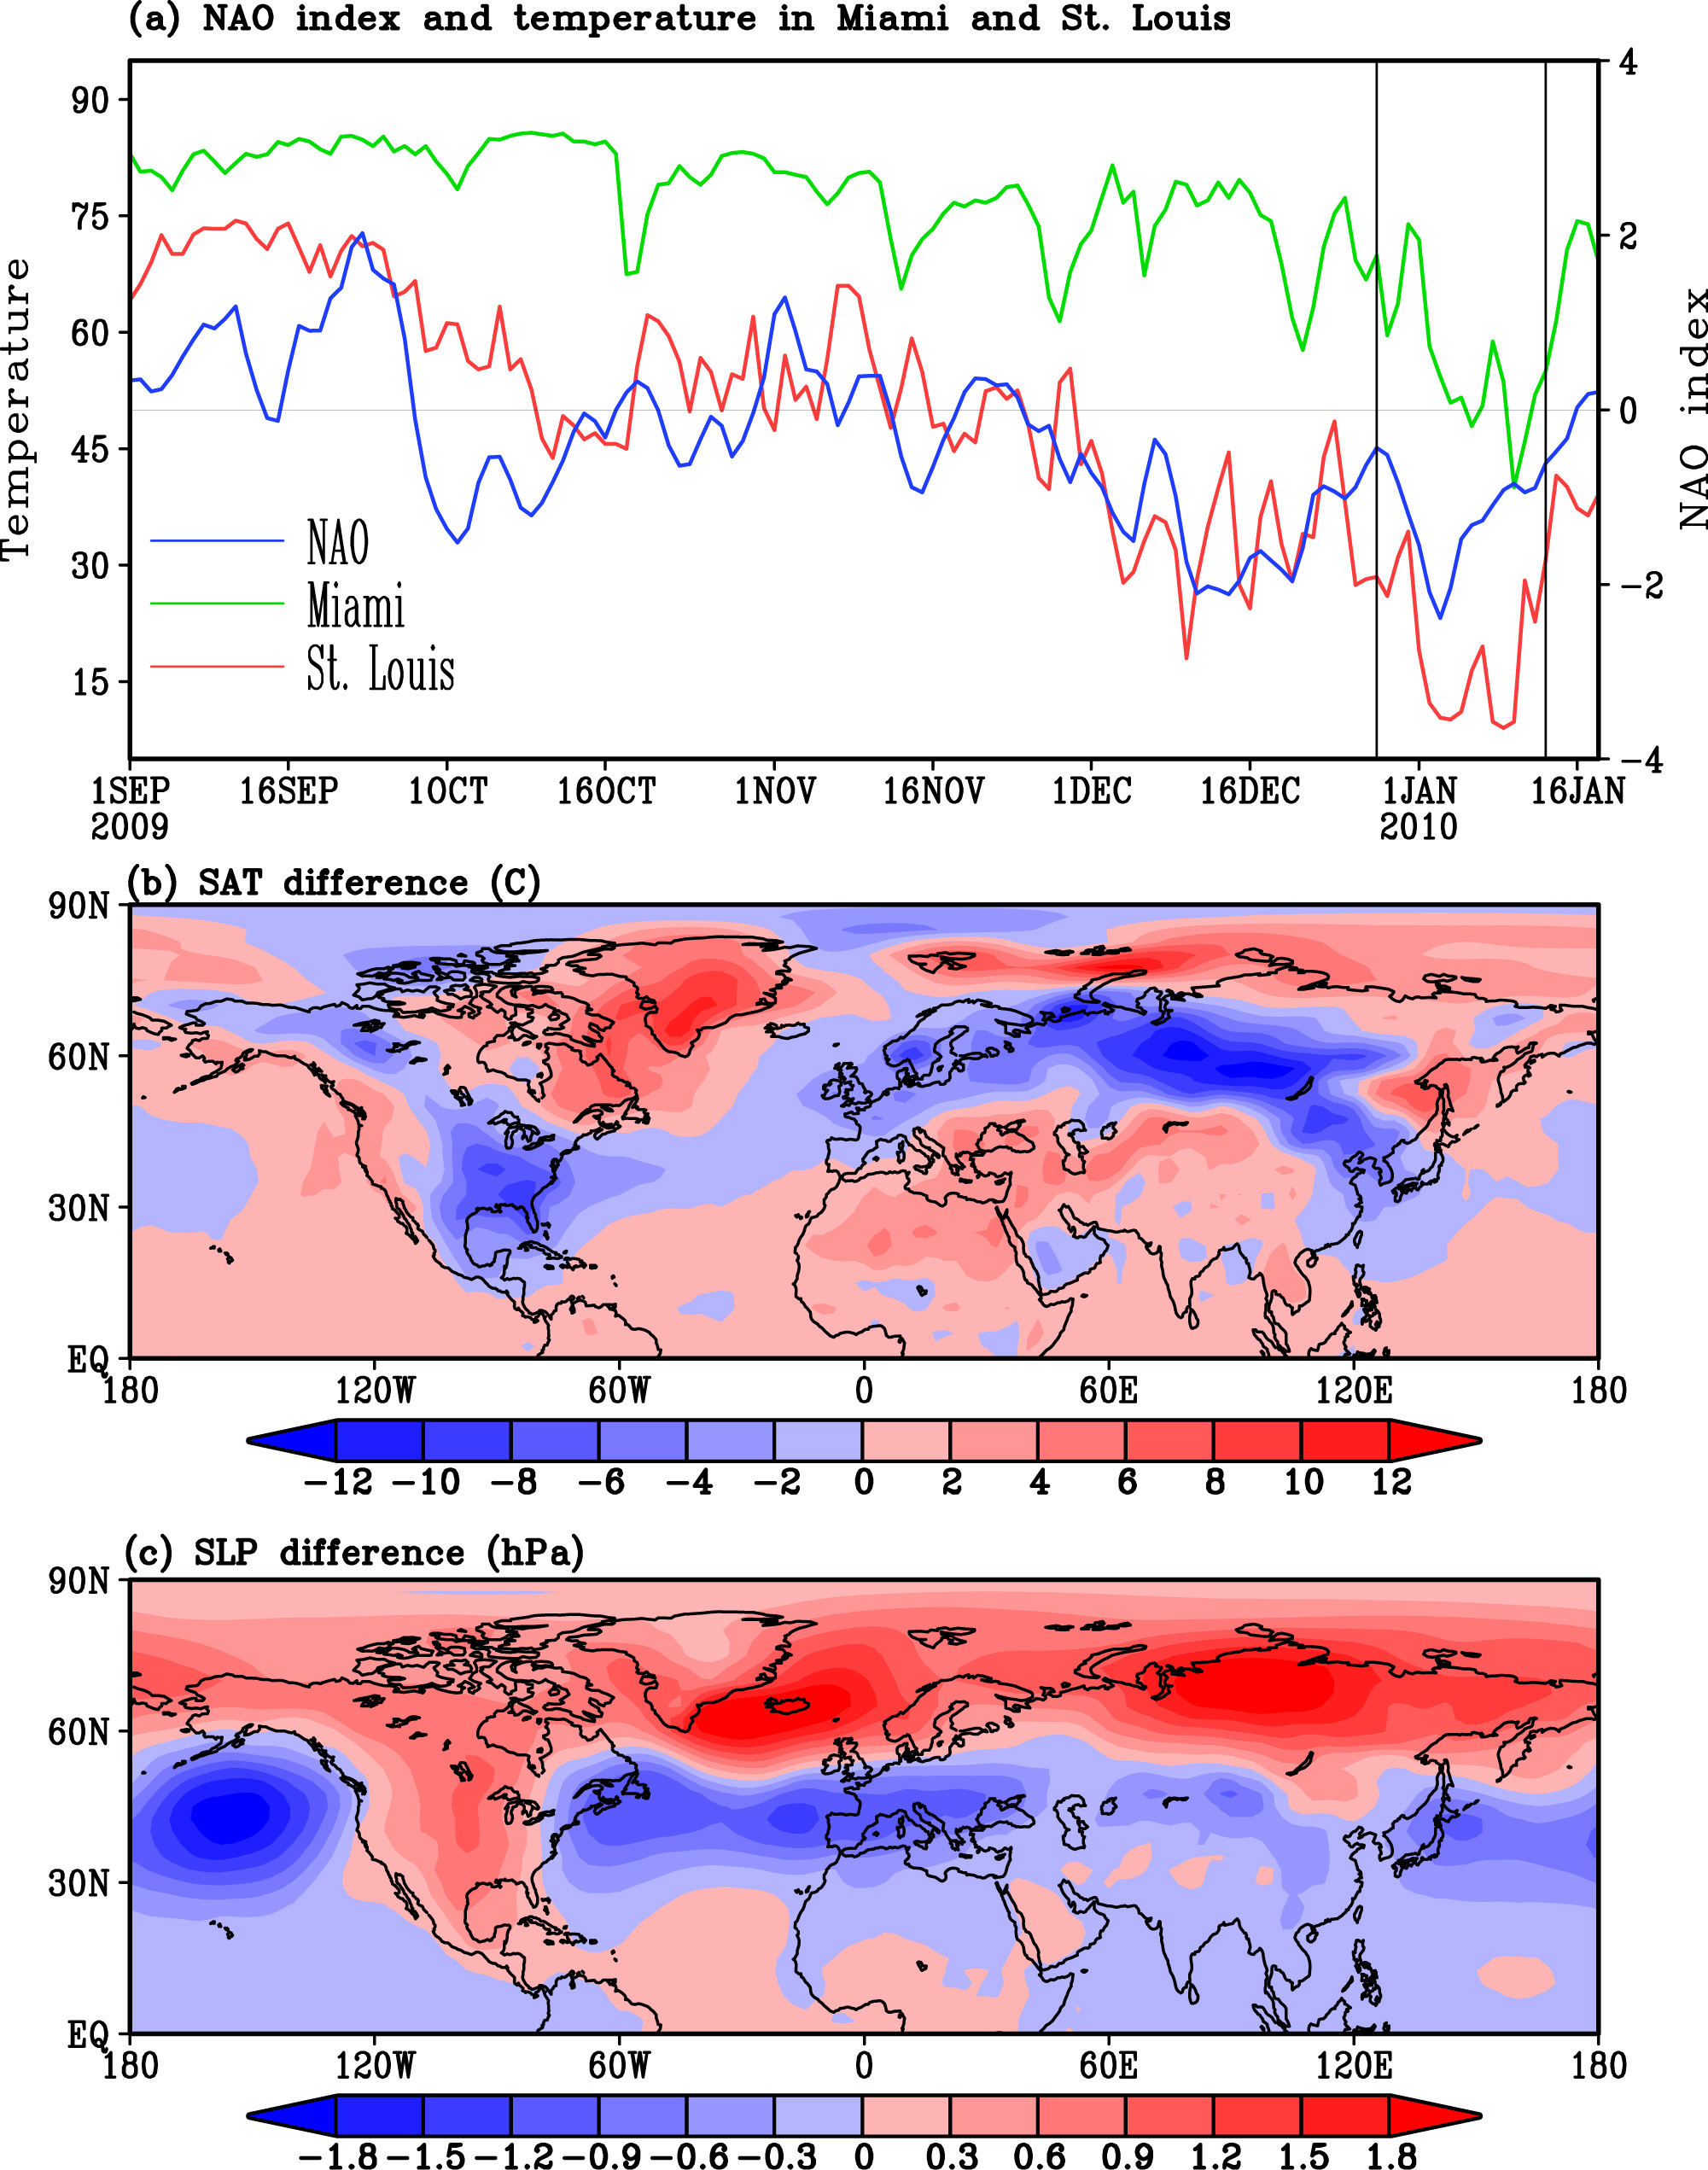 (a) NAO index and temperature in Miami and St. Louis
90
75
60
45
30
15
Temperature
4
2
0
−2
−4
NAO index
NAO
Miami
St. Louis
1SEP 16SEP 1OCT 16OCT 1NOV 16NOV 1DEC 16DEC 1JAN 16JAN
2009 2010
(b) SAT difference (C)
90N
60N
30N
EQ
180 120W 60W 0 60E 120E 180
−12 −10 −8 −6 −4 −2 0 2 4 6 8 10 12
(c) SLP difference (hPa)
90N
60N
30N
EQ
180 120W 60W 0 60E 120E 180
−1.8 −1.5 −1.2 −0.9 −0.6 −0.3 0 0.3 0.6 0.9 1.2 1.5 1.8